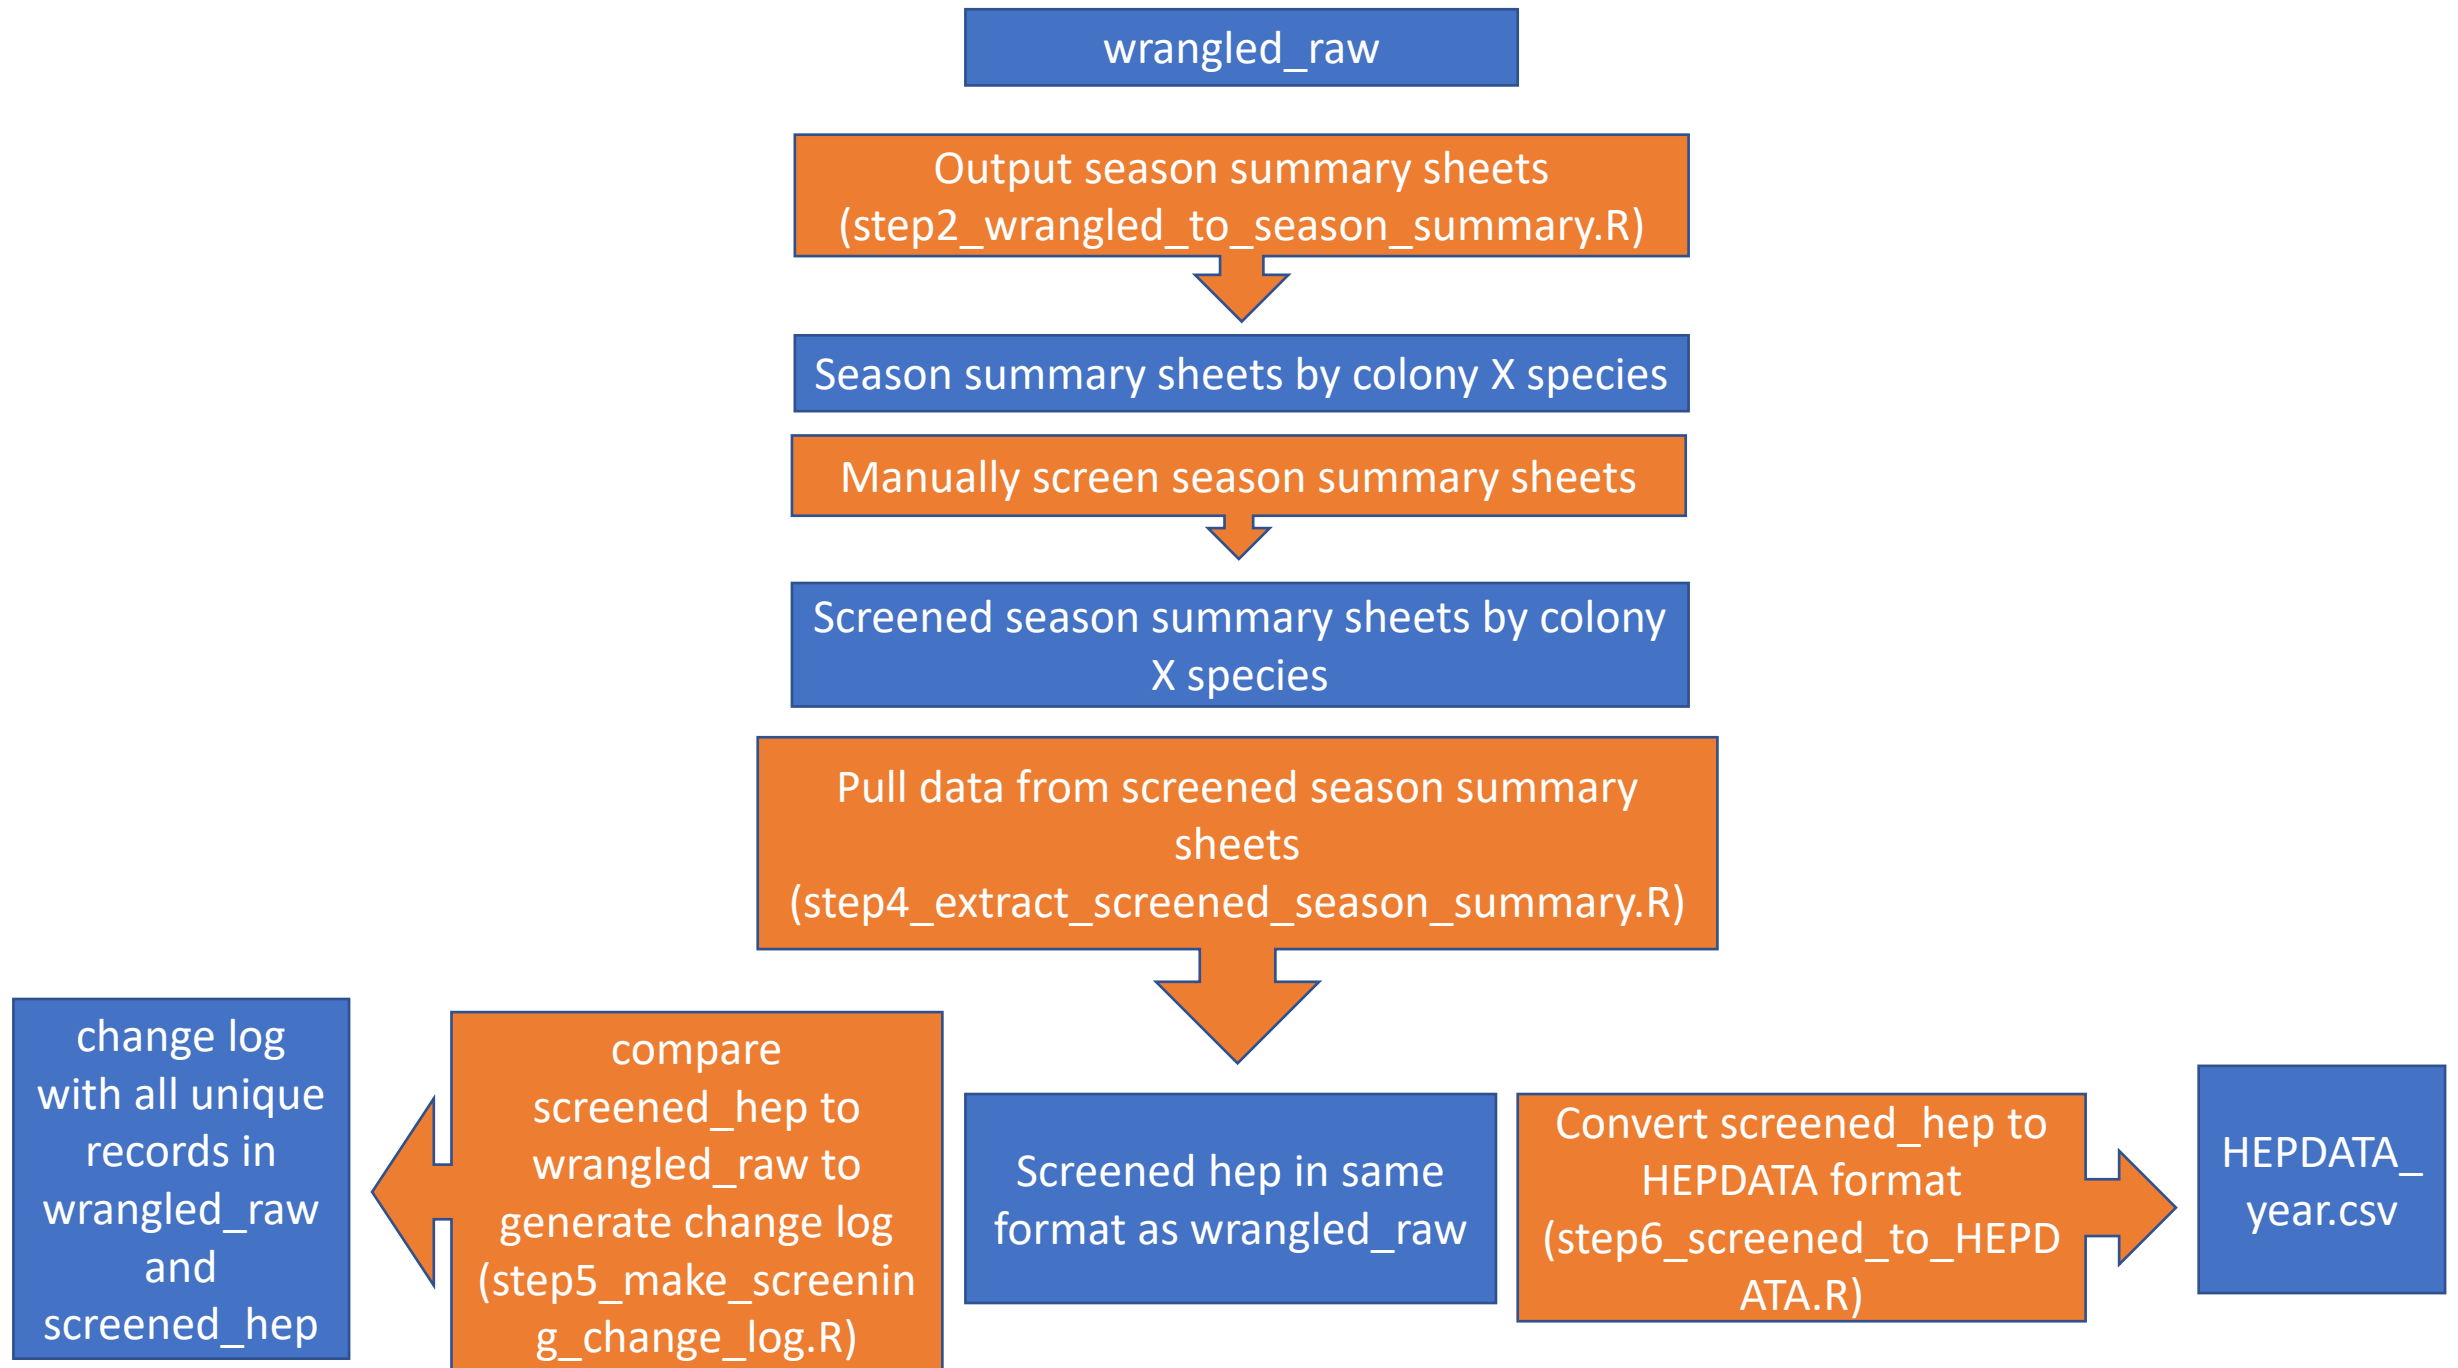 wrangled_raw
Output season summary sheets
(step2_wrangled_to_season_summary.R)
Season summary sheets by colony X species
Manually screen season summary sheets
Screened season summary sheets by colony
X species
Pull data from screened season summary
sheets
(step4_extract_screened_season_summary.R)
change log
with all unique
records in
wrangled_raw
and
screened_hep
compare
screened_hep to
wrangled_raw to
generate change log
(step5_make_screenin
g_change_log.R)
Screened hep in same
format as wrangled_raw
Convert screened_hep to
HEPDATA format
(step6_screened_to_HEPD
ATA.R)
HEPDATA_
year.csv